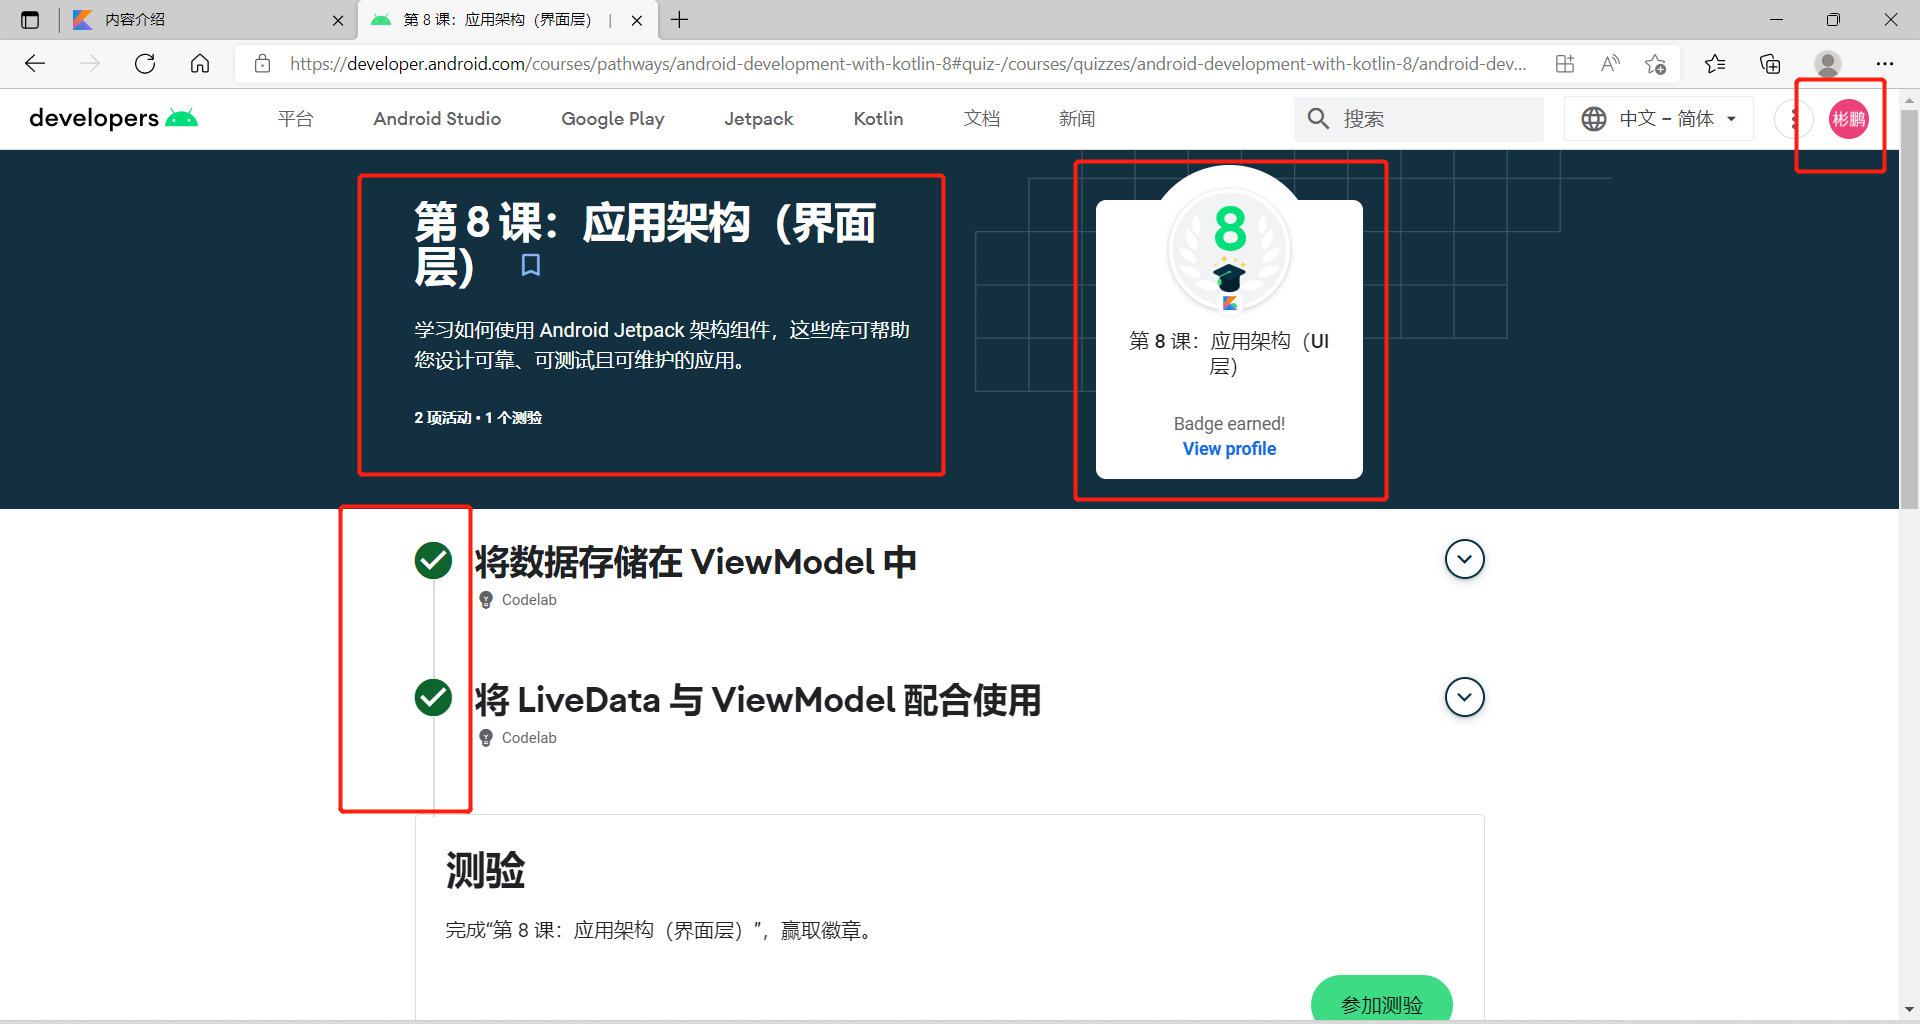 内容介绍
第 8 课：应用架构（界面层） |
https://developer.android.com/courses/pathways/android-development-with-kotlin-8#quiz-/courses/quizzes/android-development-with-kotlin-8/android-dev...
developers
平台
Android Studio
Google Play
Jetpack
Kotlin
文档
新闻
搜索
中文 – 简体
彬鹏
第 8 课：应用架构（界面
层）
学习如何使用 Android Jetpack 架构组件，这些库可帮助
您设计可靠、可测试且可维护的应用。
2 项活动 • 1 个测验
8
第 8 课：应用架构（UI
层）
Badge earned!
View profile
将数据存储在 ViewModel 中
Codelab
将 LiveData 与 ViewModel 配合使用
Codelab
测验
完成“第 8 课：应用架构（界面层）”，赢取徽章。
参加测验